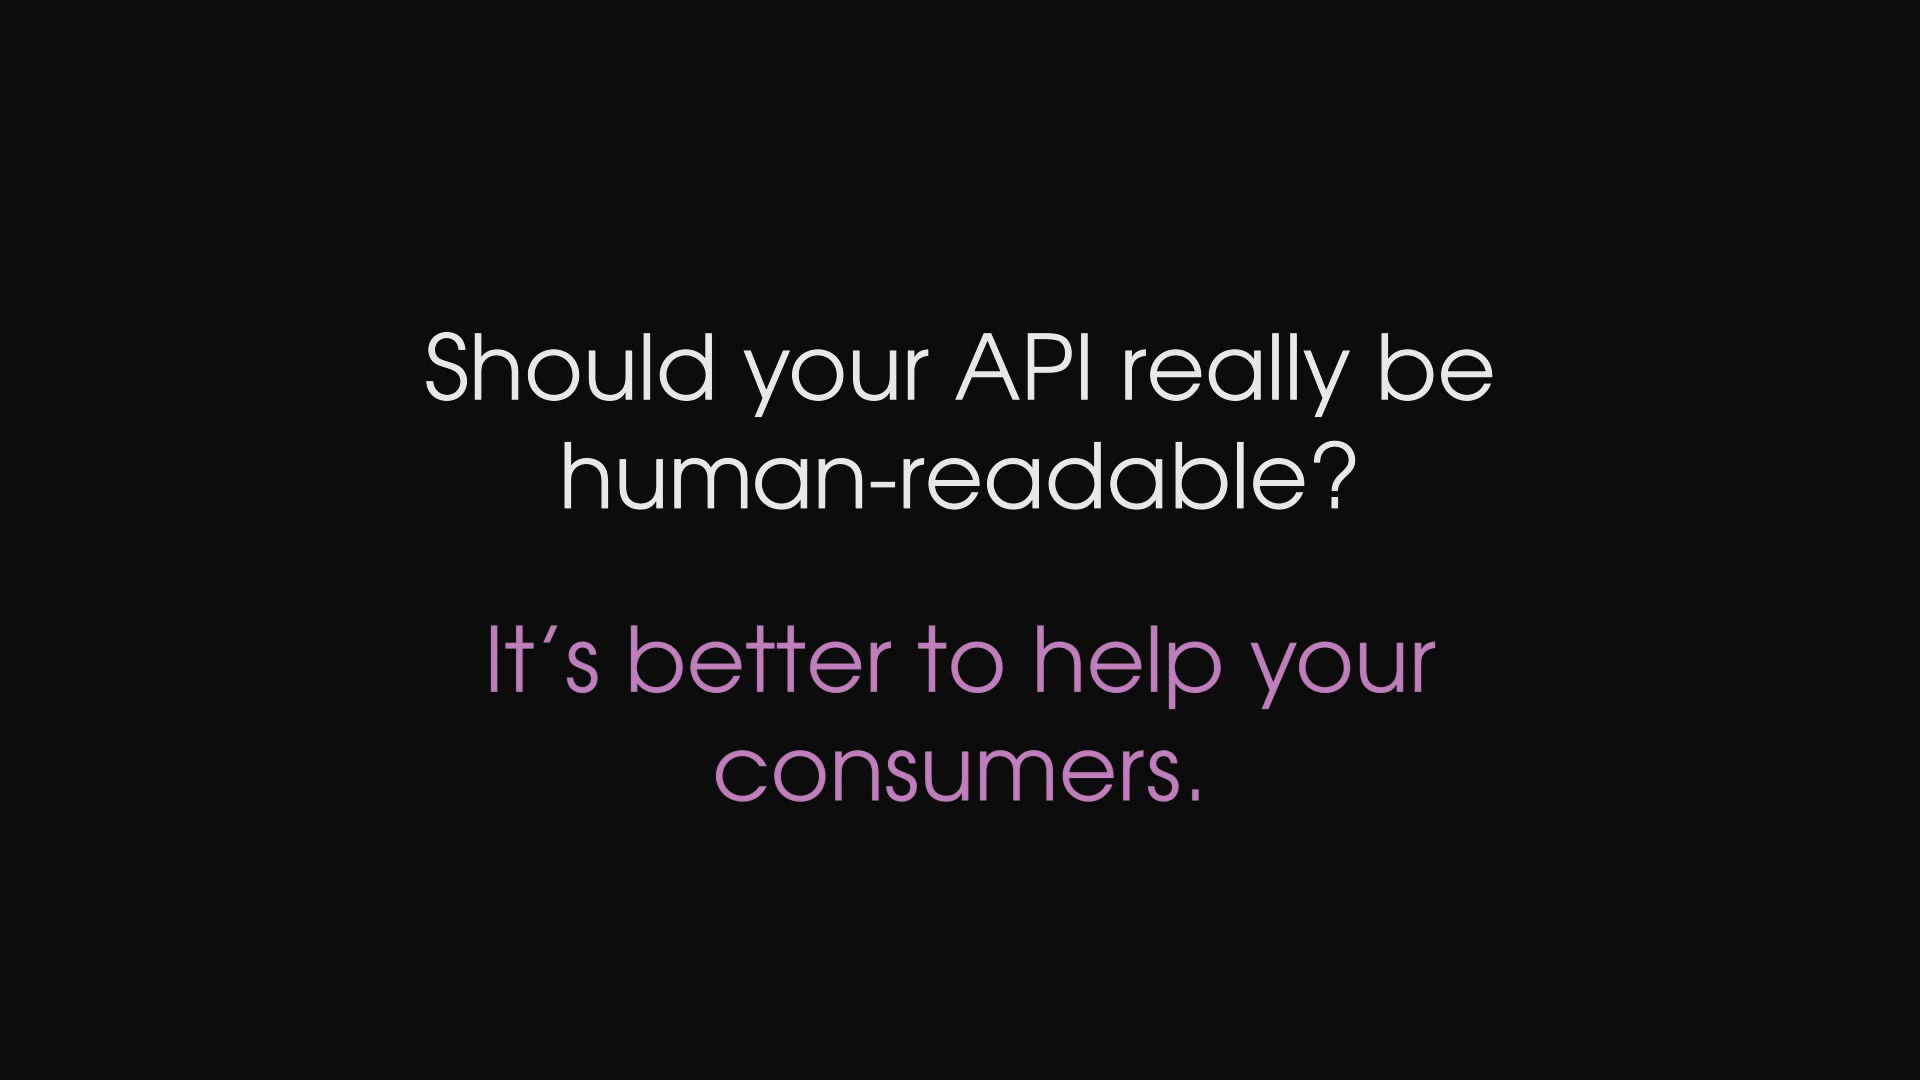 Should your API really be
human-readable?
It‘s better to help your
consumers.